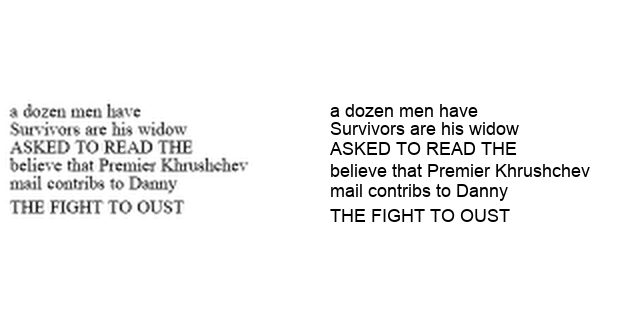 a dozen men have
Survivors are his widow
ASKED TO READ THE
believe that Premier Khrushchev
mail contribs to Danny
THE FIGHT TO OUST
a dozen men have
Survivors are his widow
ASKED TO READ THE
believe that Premier Khrushchev
mail contribs to Danny
THE FIGHT TO OUST